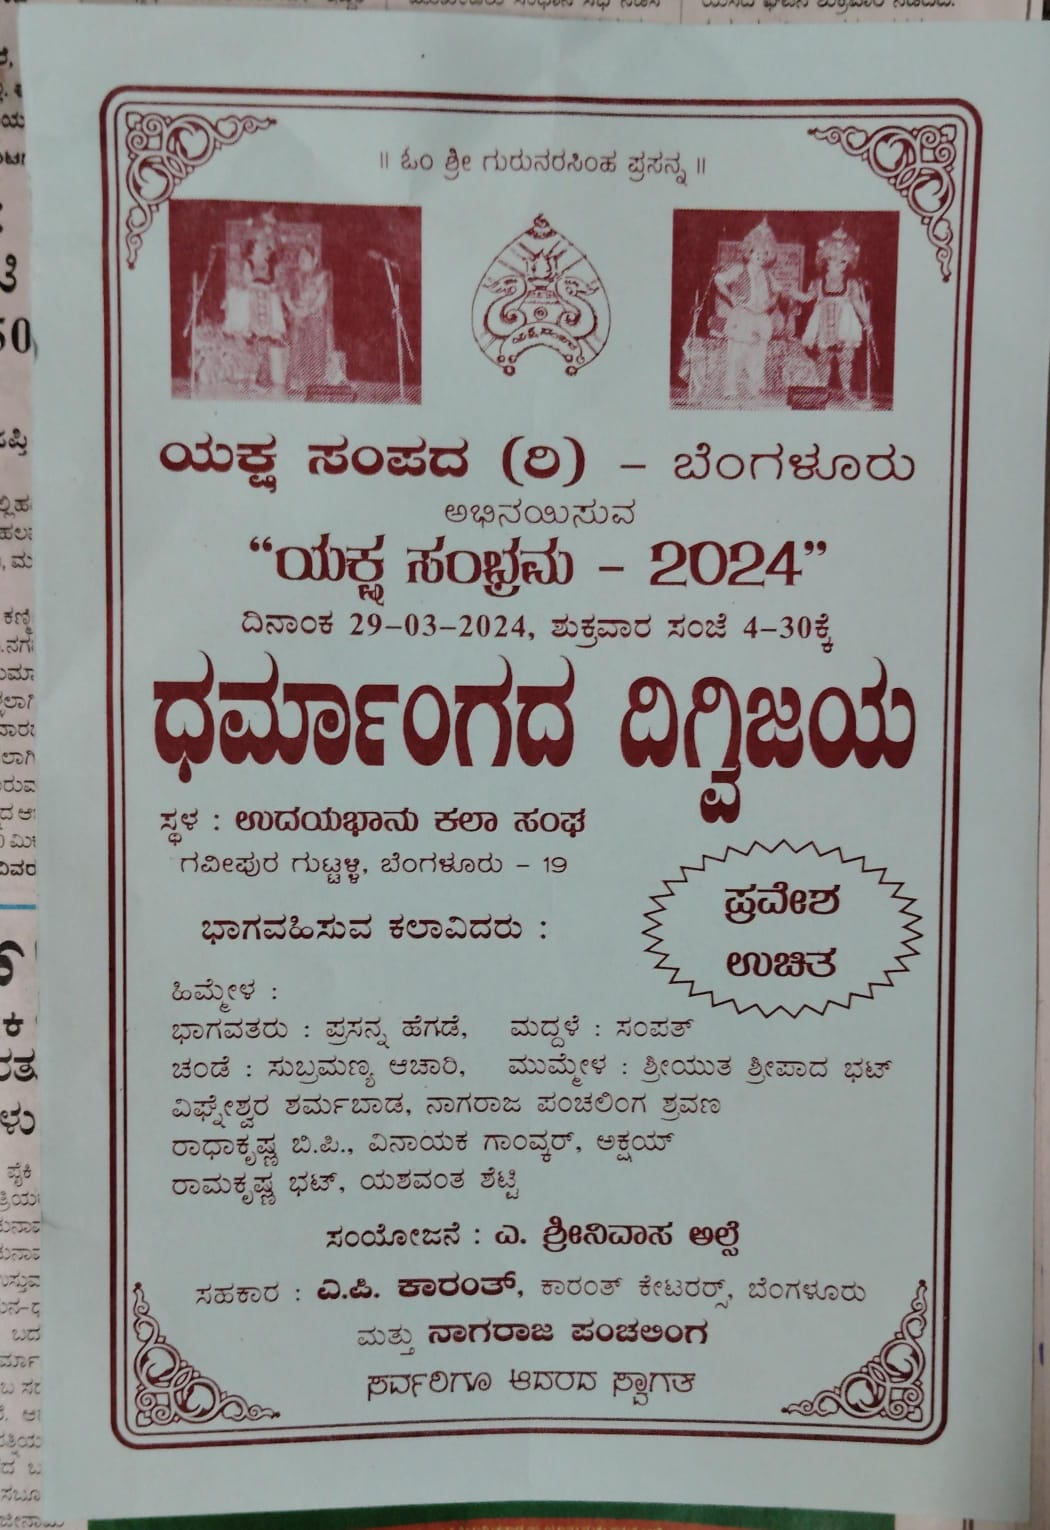 || ಓಂ ಶ್ರೀ ಗುರುನರಸಿಂಹ ಪ್ರಸನ್ನ ||
ಯಕ್ಷ ಸಂಪದ
ಯಕ್ಷ ಸಂಪದ (ರಿ) – ಬೆಂಗಳೂರು
ಅಭಿನಯಿಸುವ
“ಯಕ್ಷ ಸಂಭ್ರಮ – 2024”
ದಿನಾಂಕ 29–03–2024, ಶುಕ್ರವಾರ ಸಂಜೆ 4–30ಕ್ಕೆ
ಧರ್ಮಾಂಗದ ದಿಗ್ವಿಜಯ
ಸ್ಥಳ : ಉದಯಭಾನು ಕಲಾ ಸಂಘ
ಗವೀಪುರ ಗುಟ್ಟಳ್ಳಿ, ಬೆಂಗಳೂರು – 19
ಪ್ರವೇಶ
ಉಚಿತ
ಭಾಗವಹಿಸುವ ಕಲಾವಿದರು :
ಹಿಮ್ಮೇಳ :
ಭಾಗವತರು : ಪ್ರಸನ್ನ ಹೆಗಡೆ, ಮದ್ದಳೆ : ಸಂಪತ್
ಚಂಡೆ : ಸುಬ್ರಮಣ್ಯ ಆಚಾರಿ, ಮುಮ್ಮೇಳ : ಶ್ರೀಯುತ ಶ್ರೀಪಾದ ಭಟ್
ವಿಘ್ನೇಶ್ವರ ಶರ್ಮಬಾಡ, ನಾಗರಾಜ ಪಂಚಲಿಂಗ ಶ್ರವಣ
ರಾಧಾಕೃಷ್ಣ ಬಿ.ಪಿ., ವಿನಾಯಕ ಗಾಂವ್ಕರ್, ಅಕ್ಷಯ್
ರಾಮಕೃಷ್ಣ ಭಟ್, ಯಶವಂತ ಶೆಟ್ಟಿ
ಸಂಯೋಜನೆ : ಎ. ಶ್ರೀನಿವಾಸ ಅಲ್ಸೆ
ಸಹಕಾರ : ಎ.ಪಿ. ಕಾರಂತ್, ಕಾರಂತ್ ಕೇಟರರ್ಸ್, ಬೆಂಗಳೂರು
ಮತ್ತು ನಾಗರಾಜ ಪಂಚಲಿಂಗ
ಸರ್ವರಿಗೂ ಆದರದ ಸ್ವಾಗತ